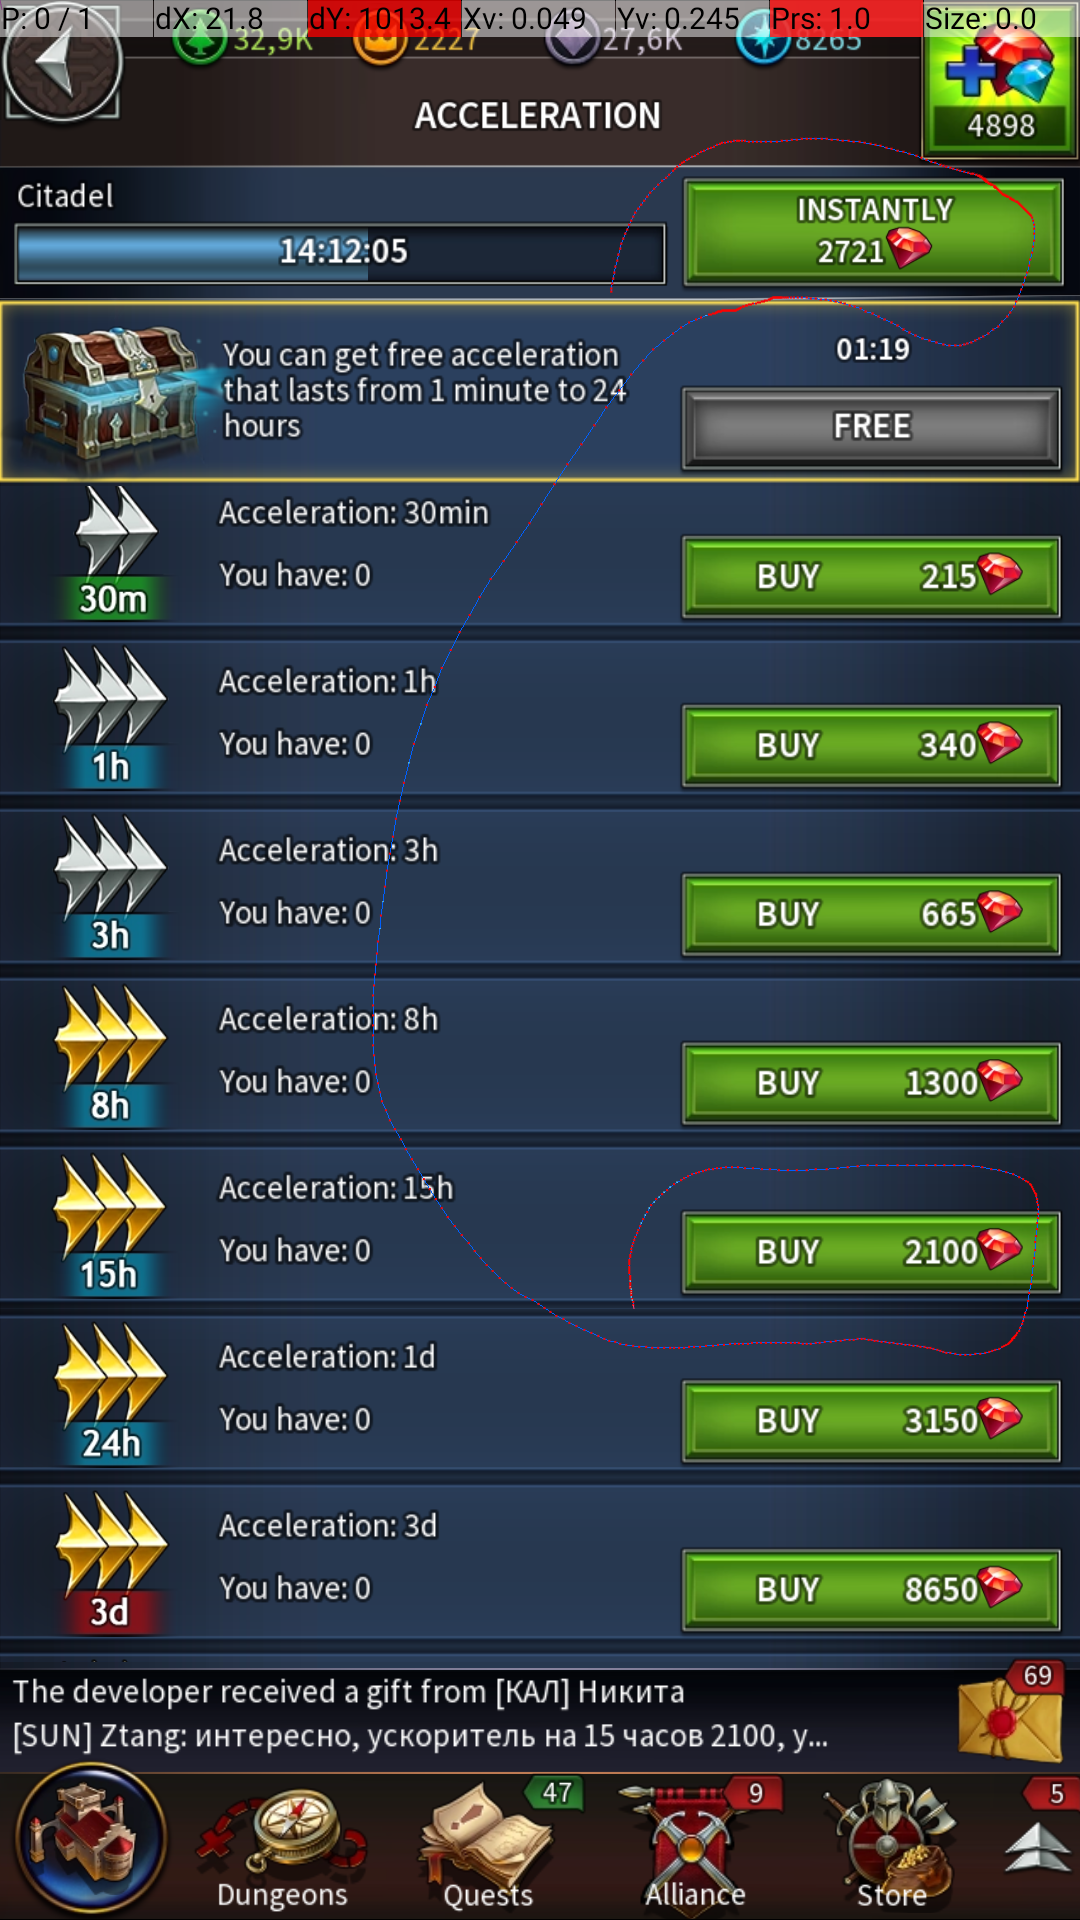 P: 0 / 1 dX: 21.8 dY: 1013.4 Xv: 0.049 Yv: 0.245 Prs: 1.0 Size: 0.0
32,9K 2227 27,6K 8265
ACCELERATION
4898
Citadel
14:12:05
INSTANTLY
2721
You can get free acceleration
that lasts from 1 minute to 24
hours
01:19
FREE
Acceleration: 30min
You have: 0
30m
BUY 215
Acceleration: 1h
You have: 0
1h
BUY 340
Acceleration: 3h
You have: 0
3h
BUY 665
Acceleration: 8h
You have: 0
8h
BUY 1300
Acceleration: 15h
You have: 0
15h
BUY 2100
Acceleration: 1d
You have: 0
24h
BUY 3150
Acceleration: 3d
You have: 0
3d
BUY 8650
The developer received a gift from [КАЛ] Никита
[SUN] Ztang: интересно, ускоритель на 15 часов 2100, у...
69
47
9
5
Dungeons
Quests
Alliance
Store